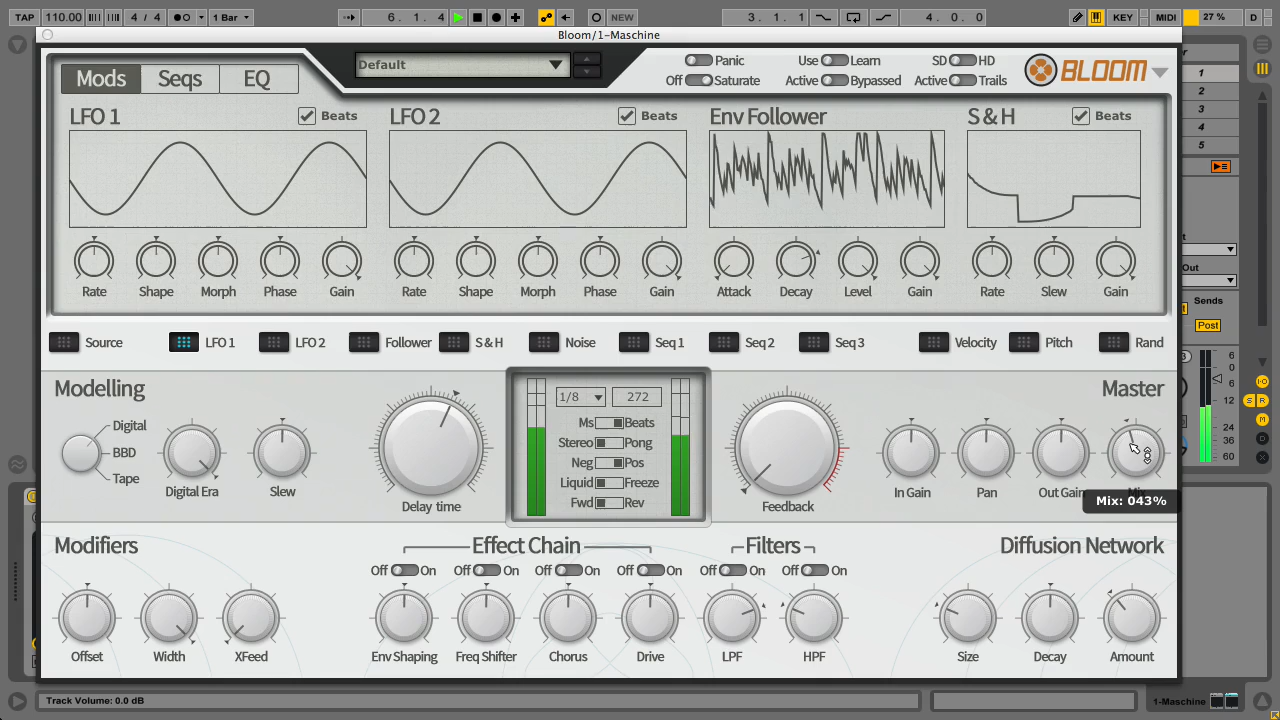 TAP 110.00 4 / 4 1 Bar 6. 1. 4 NEW 3. 1. 1 4. 0. 0 KEY MIDI 27 % D
Bloom/1-Maschine
Default
Panic Use Learn SD HD
Off Saturate Active Bypassed Active Trails
BLOOM
Mods Seqs EQ
LFO 1 Beats LFO 2 Beats Env Follower S & H Beats
Rate Shape Morph Phase Gain Rate Shape Morph Phase Gain Attack Decay Level Gain Rate Slew Gain
Source LFO 1 LFO 2 Follower S & H Noise Seq 1 Seq 2 Seq 3 Velocity Pitch Rand
Modelling
Digital
BBD
Tape
Digital Era Slew Delay time
1/8 272
Ms Beats
Stereo Pong
Neg Pos
Liquid Freeze
Fwd Rev
Feedback
Master
In Gain Pan Out Gain
Mix: 043%
Modifiers Effect Chain Filters Diffusion Network
Off On Off On Off On Off On Off On Off On
Offset Width XFeed Env Shaping Freq Shifter Chorus Drive LPF HPF Size Decay Amount
1
2
3
4
5
Out
Sends
Post
6
0
6
12
24
36
60
S R
M
Track Volume: 0.0 dB
1-Maschine